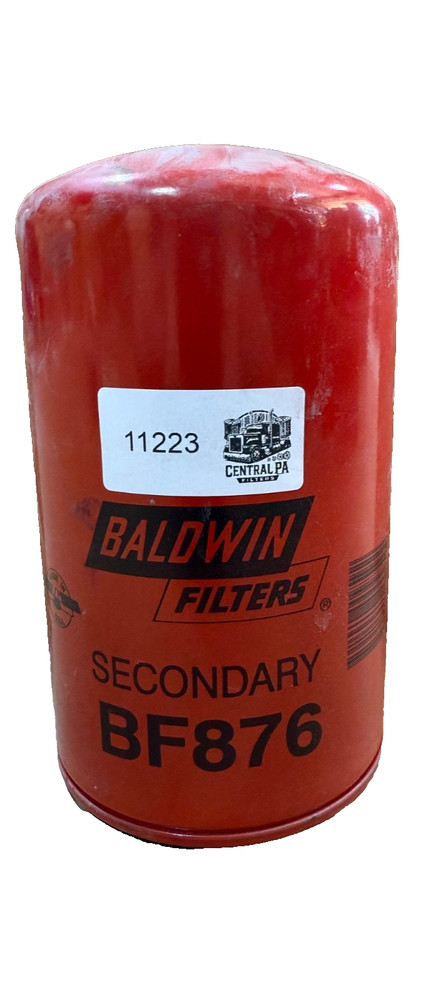 11223
CENTRAL PA
FILTERS
BALDWIN
FILTERS®
SECONDARY
BF876